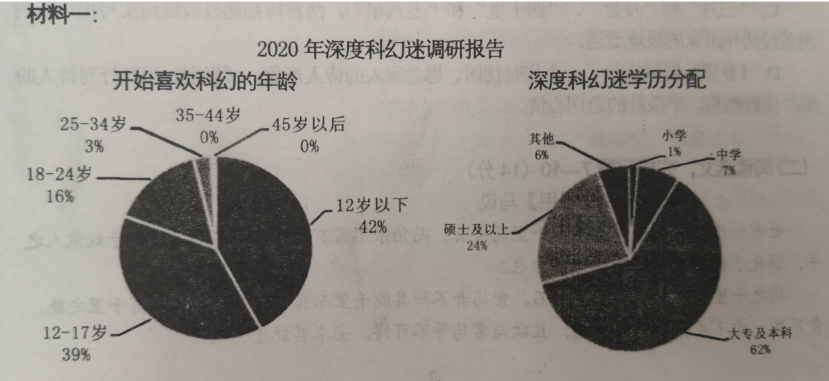 材料一:
2020 年深度科幻迷调研报告
开始喜欢科幻的年龄
35-44岁
0%
25-34岁
3%
45岁以后
0%
18-24岁
16%
12岁以下
42%
12-17岁
39%
深度科幻迷学历分配
其他
6%
小学
1%
中学
7%
硕士及以上
24%
大专及本科
62%